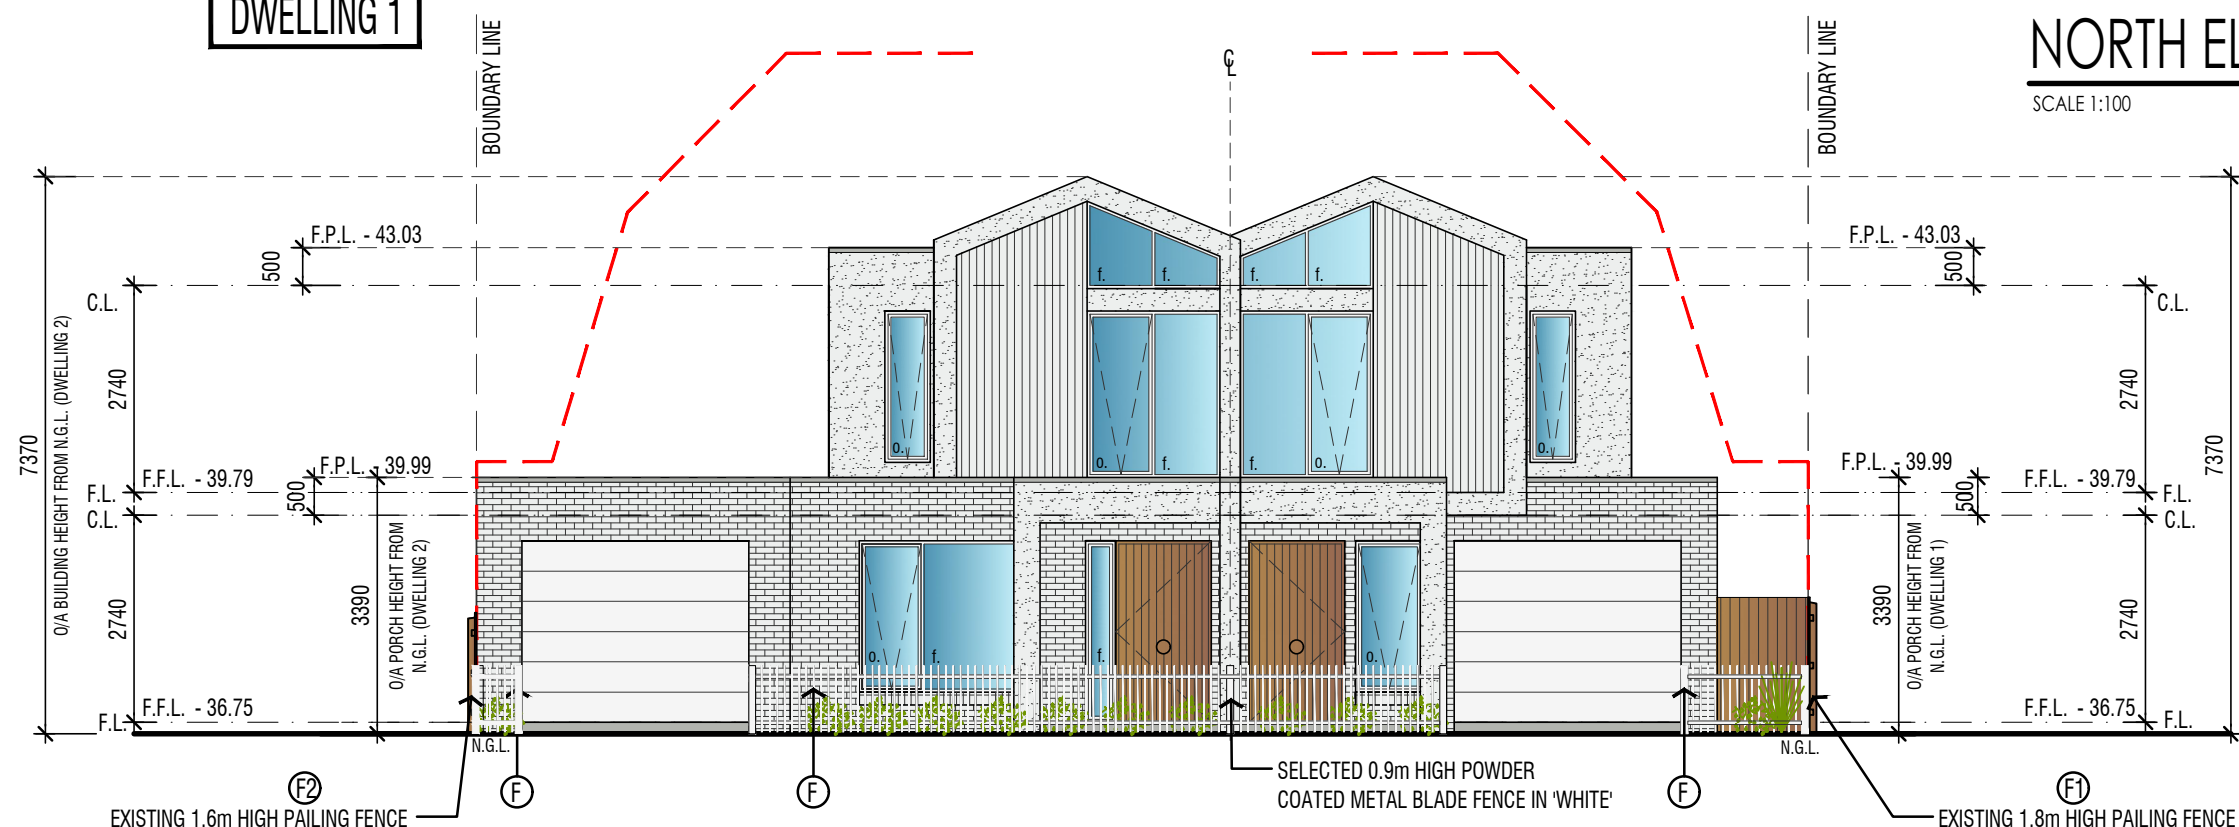 DWELLING 1
BOUNDARY LINE
BOUNDARY LINE
NORTH EL
SCALE 1:100
F.P.L. - 43.03
500
C.L.
2740
7370
O/A BUILDING HEIGHT FROM N.G.L. (DWELLING 2)
F.P.L. - 39.99
F.F.L. - 39.79
F.L.
500
C.L.
2740
3390
O/A PORCH HEIGHT FROM
N.G.L. (DWELLING 2)
F.F.L. - 36.75
F.L.
N.G.L.
f.
f.
f.
f.
o.
o.
f.
f.
o.
o.
o.
f.
f.
o.
F.P.L. - 43.03
500
C.L.
2740
7370
F.P.L. - 39.99
F.F.L. - 39.79
F.L.
500
C.L.
2740
3390
O/A PORCH HEIGHT FROM
N.G.L. (DWELLING 1)
F.F.L. - 36.75
F.L.
N.G.L.
F2
EXISTING 1.6m HIGH PAILING FENCE
F
F
SELECTED 0.9m HIGH POWDER
COATED METAL BLADE FENCE IN 'WHITE'
F
F1
EXISTING 1.8m HIGH PAILING FENCE